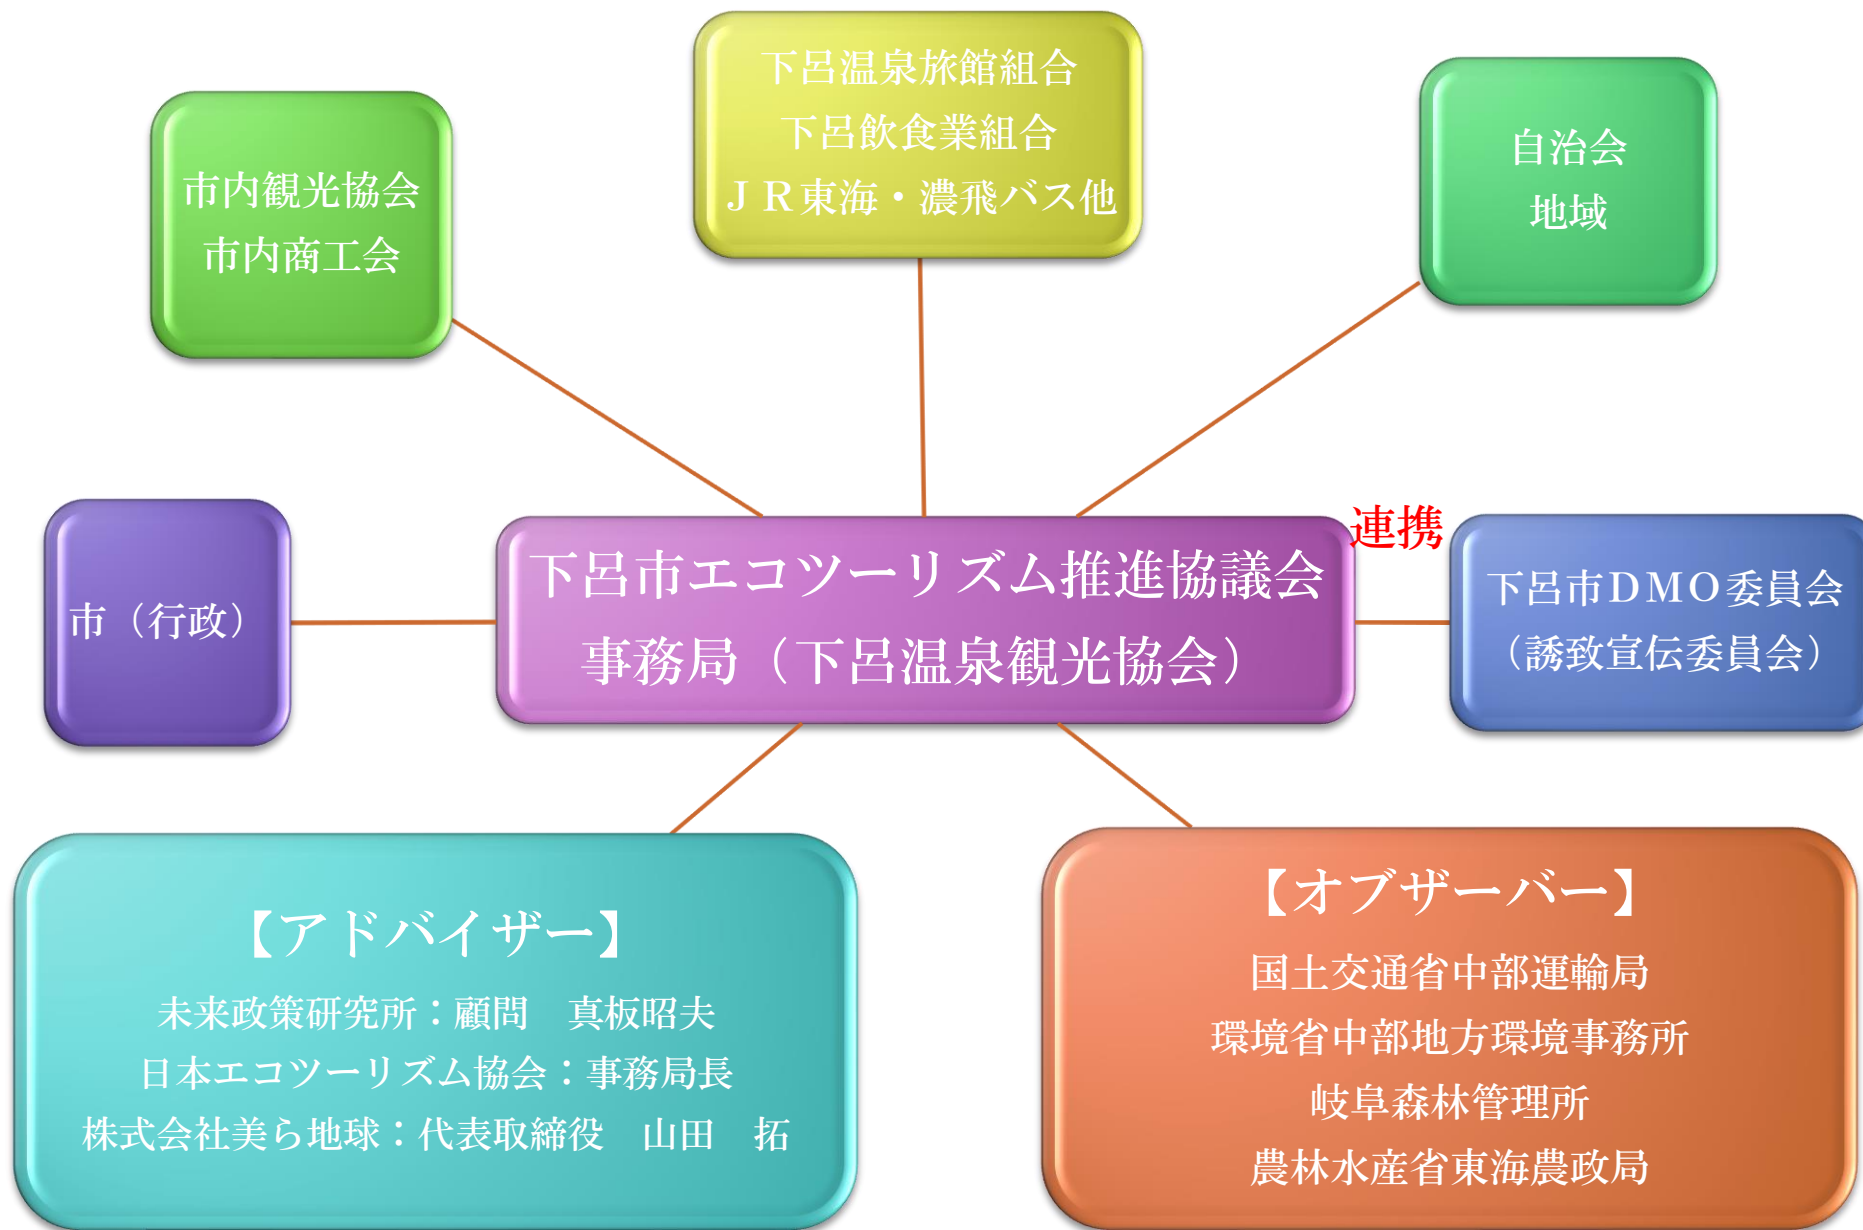 下呂温泉旅館組合
下呂飲食業組合
ＪＲ東海・濃飛バス他
市内観光協会
市内商工会
自治会
地域
市（行政）
下呂市エコツーリズム推進協議会
事務局（下呂温泉観光協会）
連携
下呂市ＤＭＯ委員会
（誘致宣伝委員会）
【アドバイザー】
未来政策研究所：顧問　真板昭夫
日本エコツーリズム協会：事務局長
株式会社美ら地球：代表取締役　山田　拓
【オブザーバー】
国土交通省中部運輸局
環境省中部地方環境事務所
岐阜森林管理所
農林水産省東海農政局